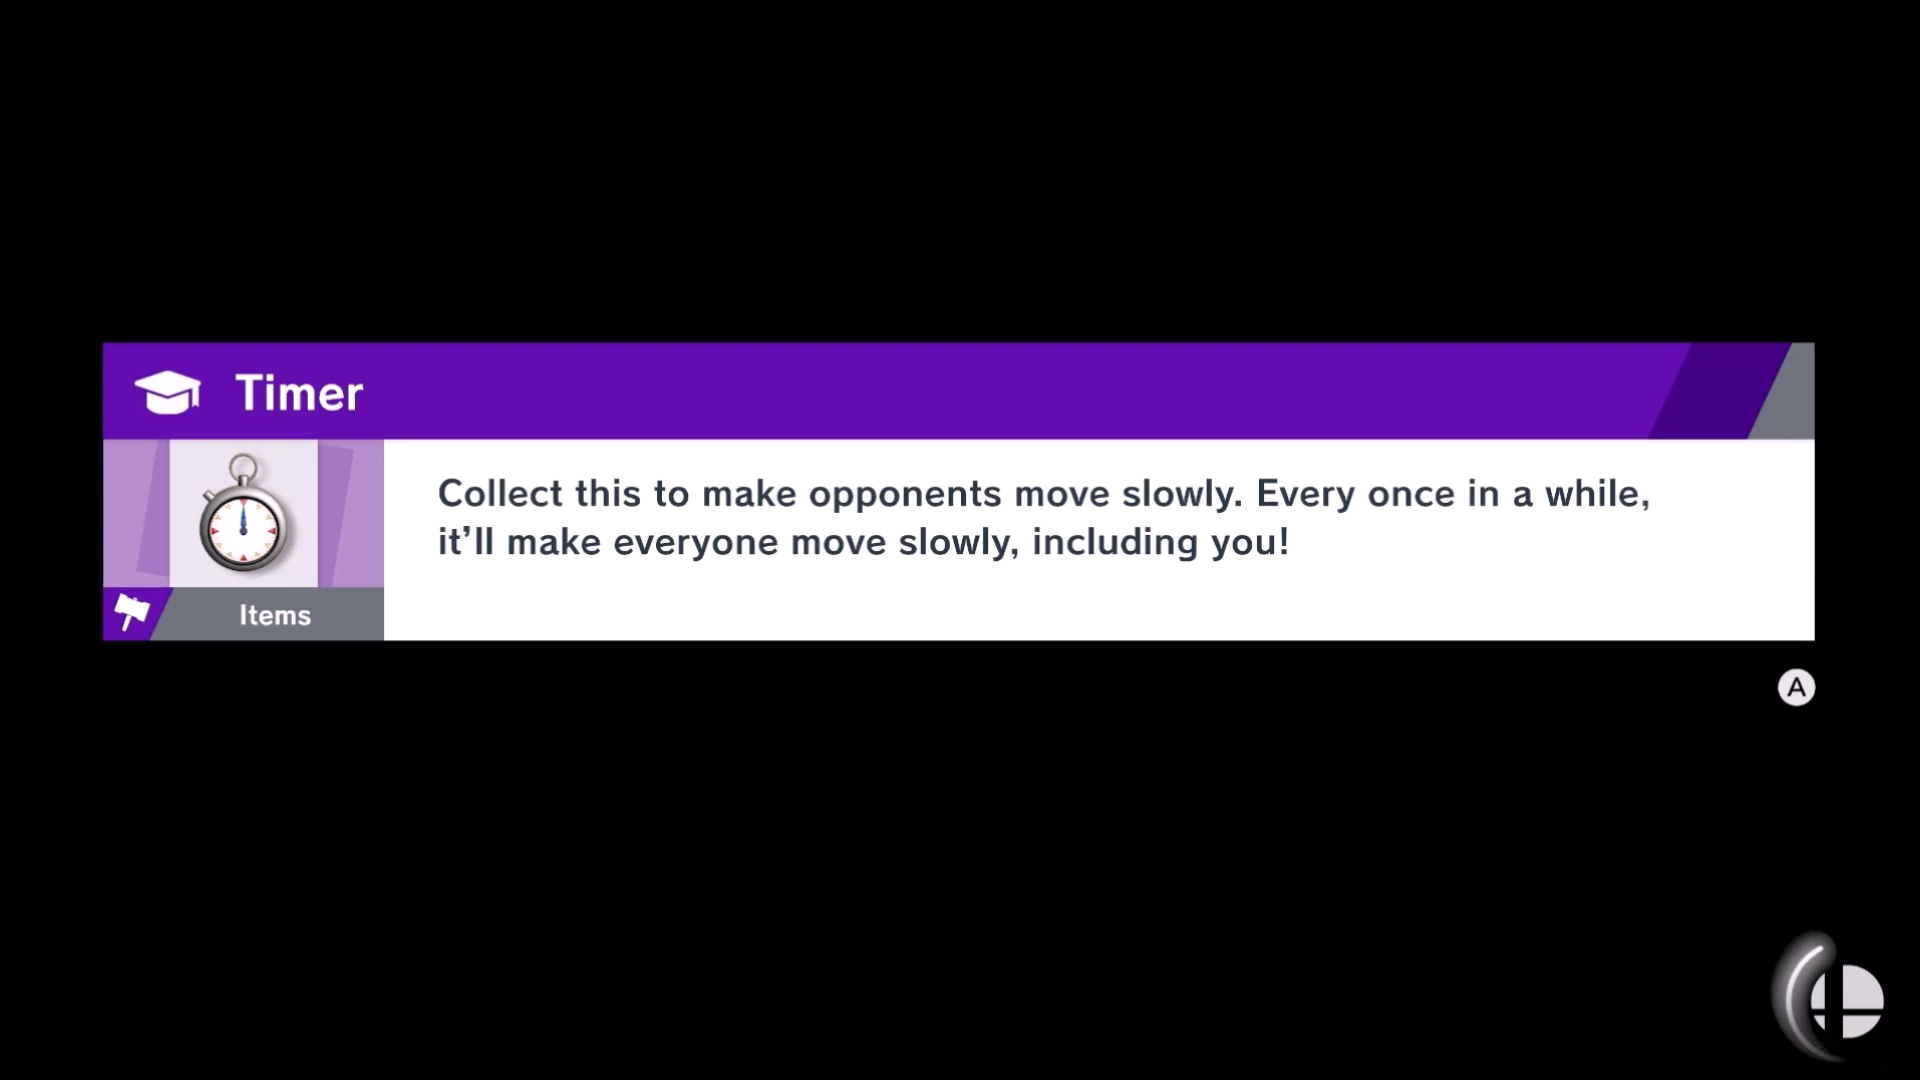 Timer
Collect this to make opponents move slowly. Every once in a while,
it’ll make everyone move slowly, including you!
Items
A